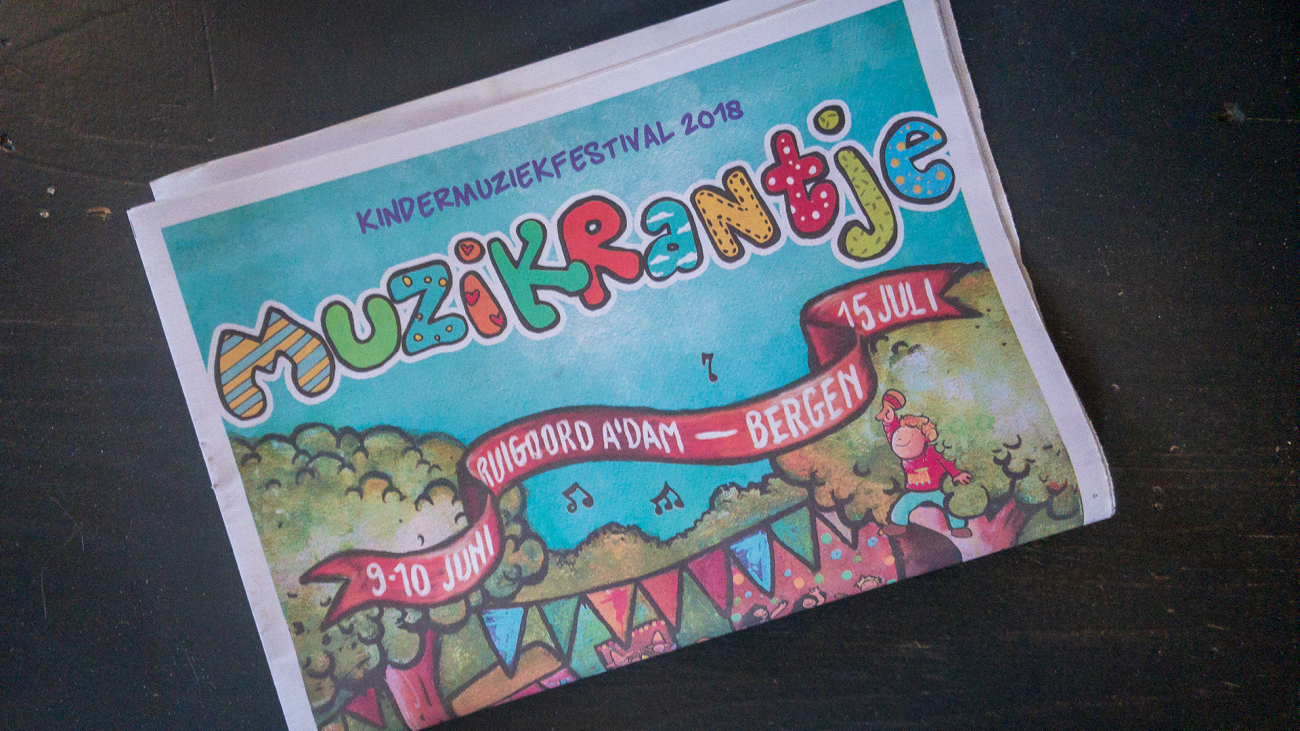 KINDERMUZIEKFESTIVAL 2018
MUZIKRantje
9-10 JUNI
RUIGOORD A'DAM — BERGEN
15 JULI